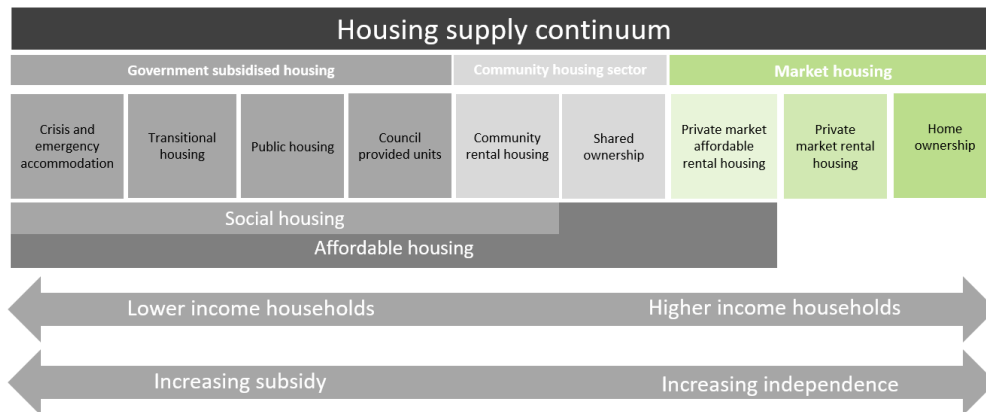 Housing supply continuum
Government subsidised housing
Community housing sector
Market housing
Crisis and
emergency
accommodation
Transitional
housing
Public housing
Council
provided units
Community
rental housing
Shared
ownership
Private market
affordable
rental housing
Private
market rental
housing
Home
ownership
Social housing
Affordable housing
Lower income households
Higher income households
Increasing subsidy
Increasing independence